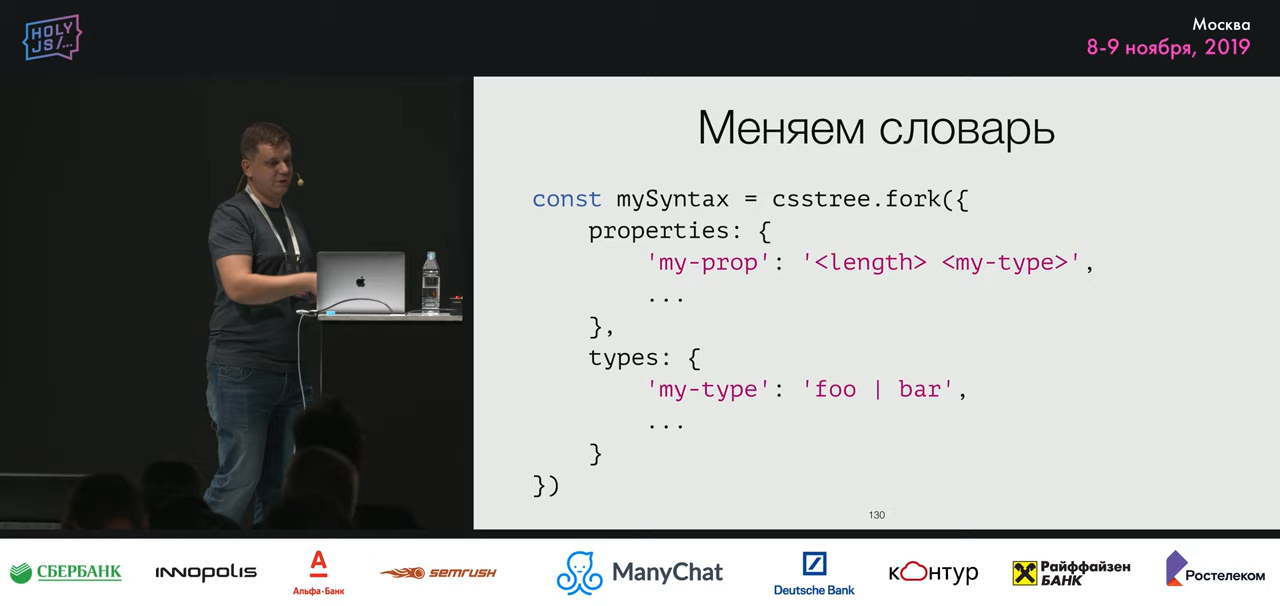 HOLY
JS/...
Москва
8-9 ноября, 2019
Меняем словарь
const mySyntax = csstree.fork({
properties: {
'my-prop': '<length> <my-type>',
...
},
types: {
'my-type': 'foo | bar',
...
}
})
130
СБЕРБАНК
INNOPOLIS
Альфа·Банк
semrush
ManyChat
Deutsche Bank
контур
Райффайзен
БАНК
Ростелеком